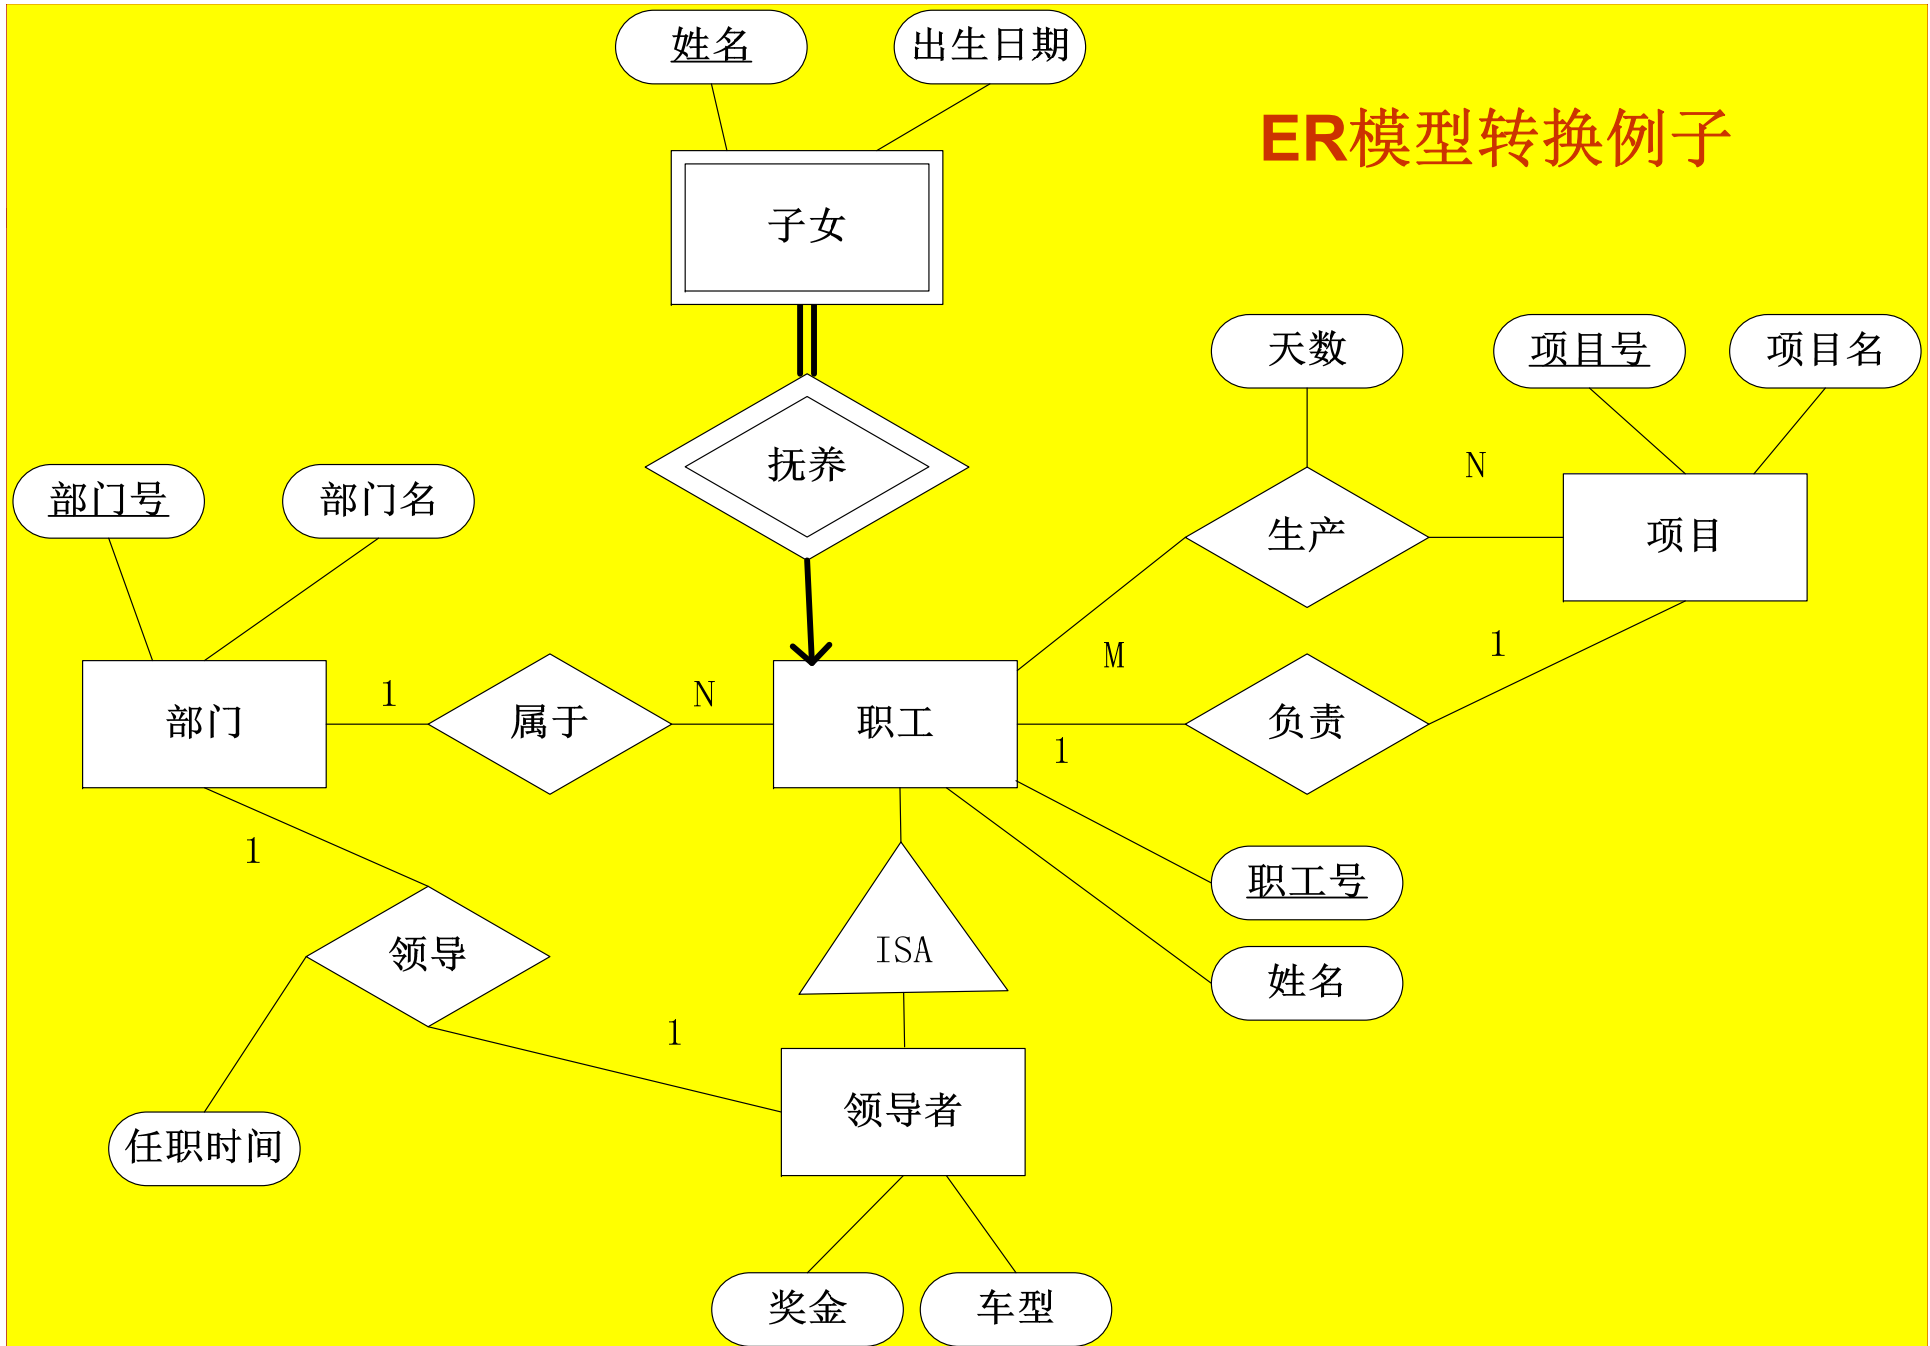 姓名
出生日期
ER模型转换例子
子女
天数
项目号
项目名
抚养
N
部门号
部门名
生产
项目
M
1
部门
1
属于
N
职工
负责
1
1
职工号
领导
ISA
姓名
1
任职时间
领导者
奖金
车型